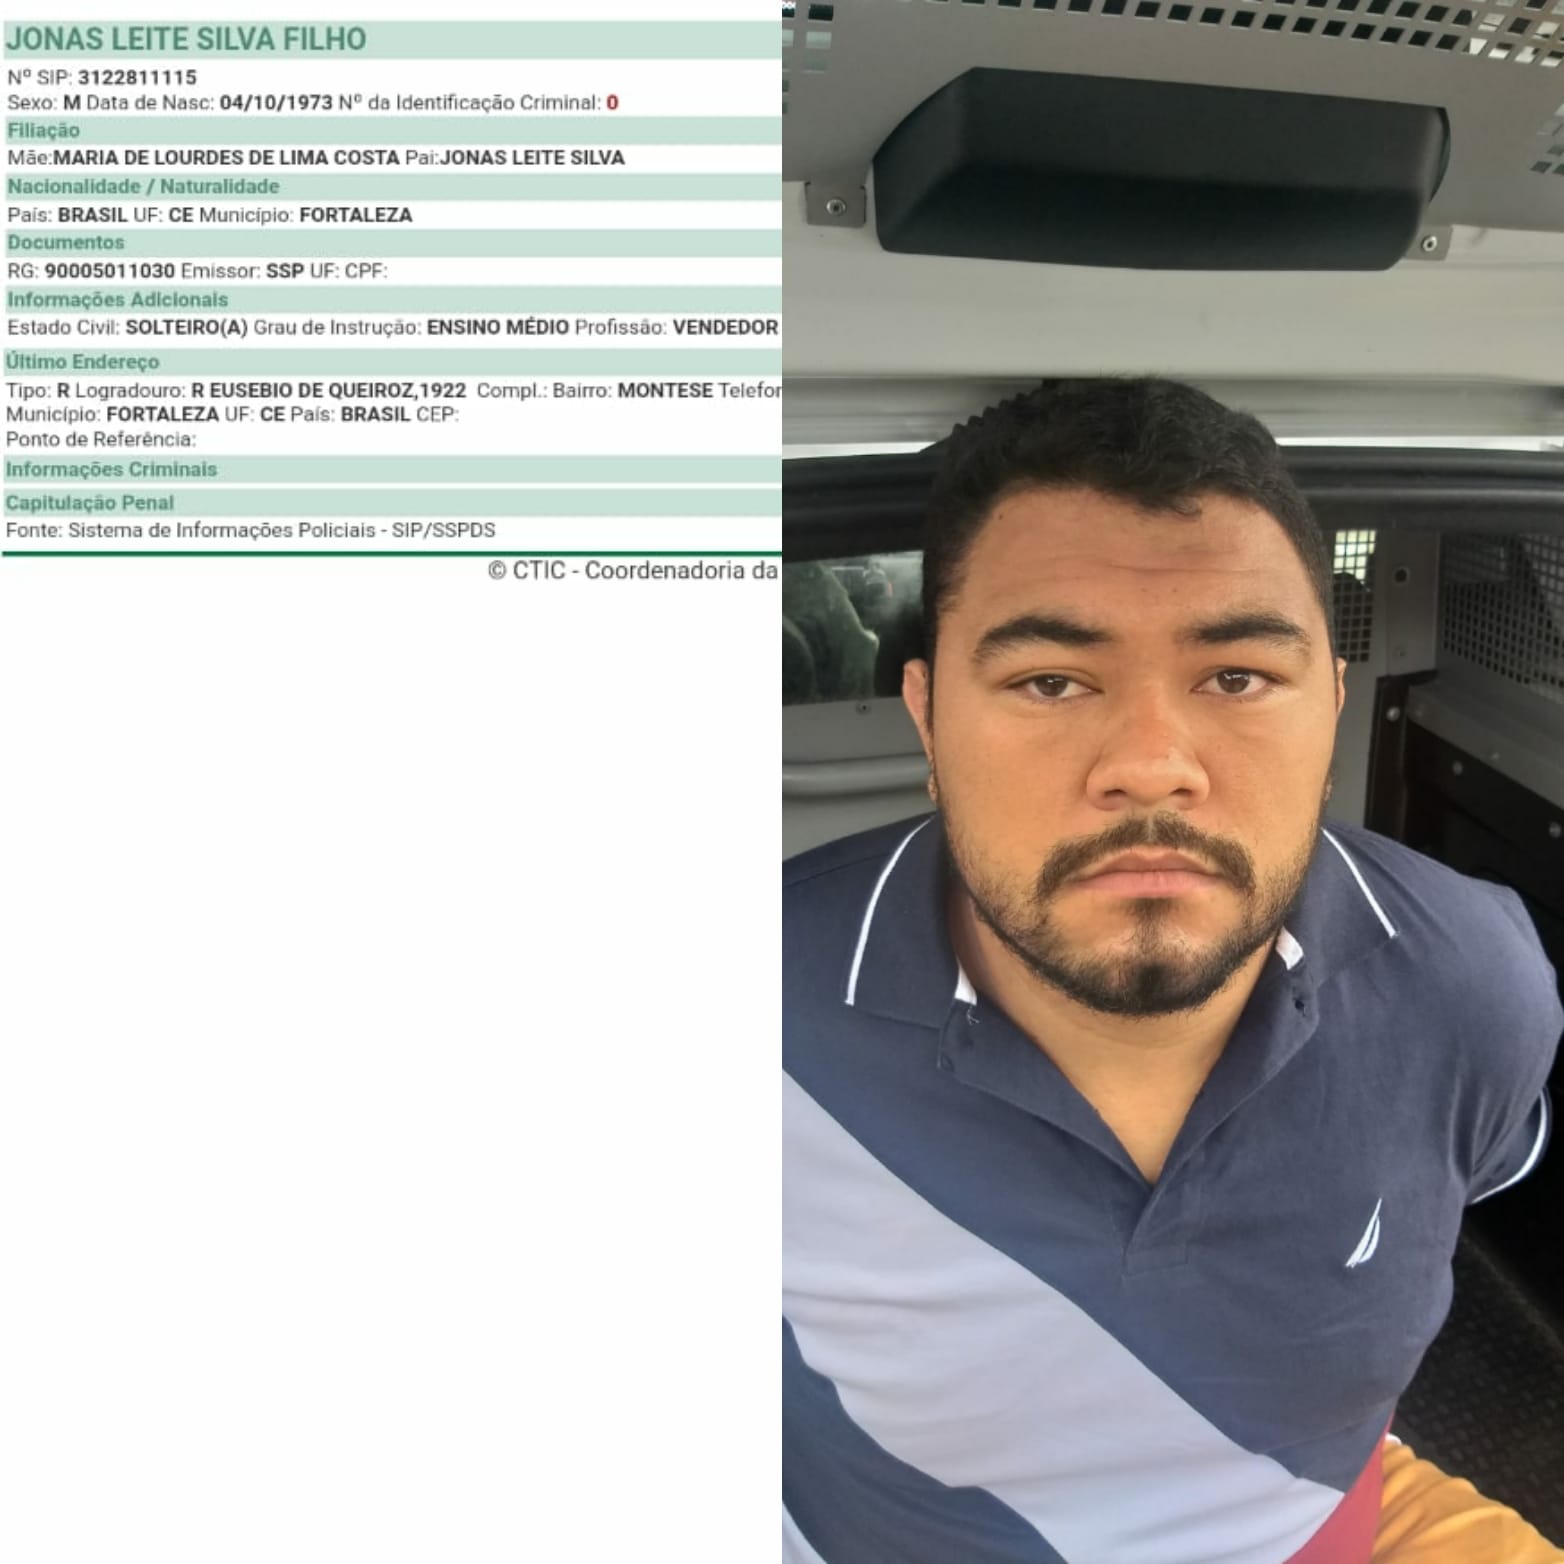 JONAS LEITE SILVA FILHO
Nº SIP: 3122811115
Sexo: M Data de Nasc: 04/10/1973 Nº da Identificação Criminal: 0
Filiação
Mãe:MARIA DE LOURDES DE LIMA COSTA Pai:JONAS LEITE SILVA
Nacionalidade / Naturalidade
País: BRASIL UF: CE Município: FORTALEZA
Documentos
RG: 90005011030 Emissor: SSP UF: CPF:
Informações Adicionais
Estado Civil: SOLTEIRO(A) Grau de Instrução: ENSINO MÉDIO Profissão: VENDEDOR
Último Endereço
Tipo: R Logradouro: R EUSEBIO DE QUEIROZ,1922 Compl.: Bairro: MONTESE Telefor
Município: FORTALEZA UF: CE País: BRASIL CEP:
Ponto de Referência:
Informações Criminais
Capitulação Penal
Fonte: Sistema de Informações Policiais - SIP/SSPDS
© CTIC - Coordenadoria da